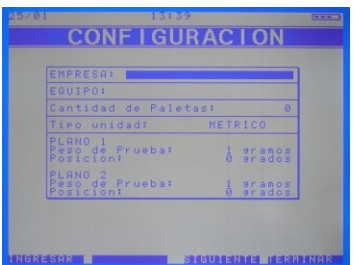 25/01 13:39
CONFIGURACION
EMPRESA:
EQUIPO:
Cantidad de Paletas: 0
Tipo unidad: METRICO
PLANO 1
Peso de Prueba: 1 gramos
Posicion: 0 grados
PLANO 2
Peso de Prueba: 1 gramos
Posicion: 0 grados
INGRESAR SIGUIENTE TERMINAR